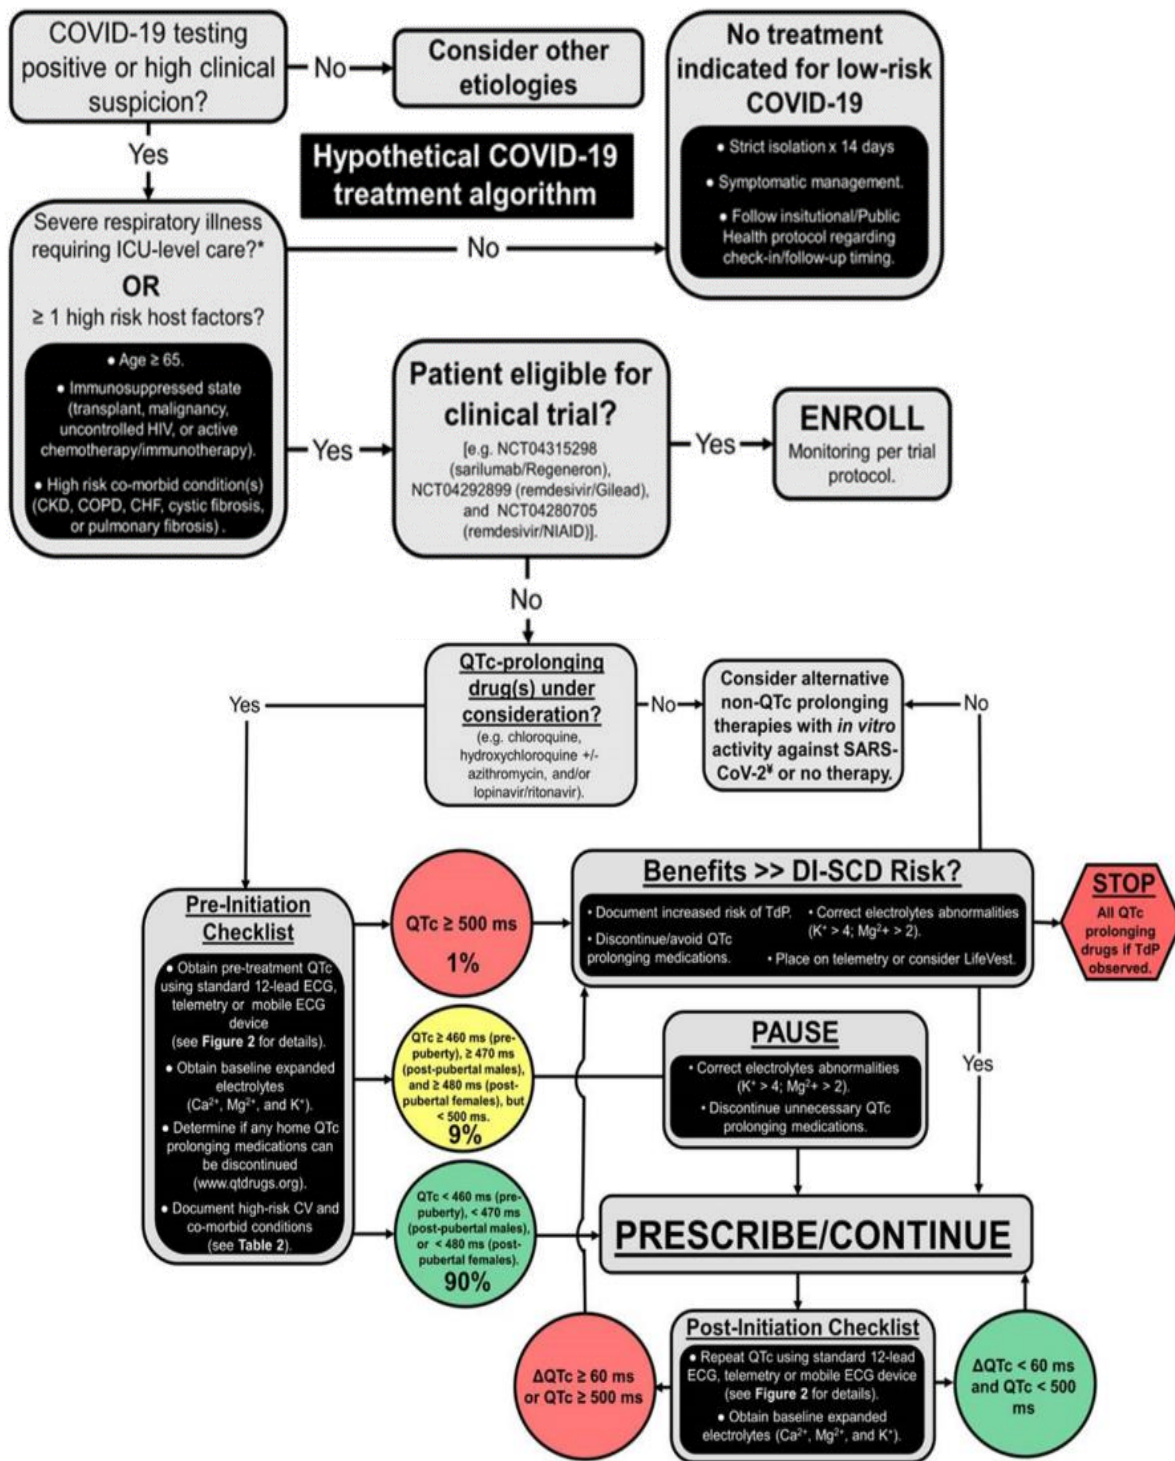 COVID-19 testing
positive or high clinical
suspicion?
No
Consider other
etiologies
No treatment
indicated for low-risk
COVID-19
● Strict isolation x 14 days
● Symptomatic management.
● Follow insitutional/Public
Health protocol regarding
check-in/follow-up timing.
Yes
Hypothetical COVID-19
treatment algorithm
Severe respiratory illness
requiring ICU-level care?*
OR
≥ 1 high risk host factors?
● Age ≥ 65.
● Immunosuppressed state
(transplant, malignancy,
uncontrolled HIV, or active
chemotherapy/immunotherapy).
● High risk co-morbid condition(s)
(CKD, COPD, CHF, cystic fibrosis,
or pulmonary fibrosis) .
No
Yes
Patient eligible for
clinical trial?
[e.g. NCT04315298
(sarilumab/Regeneron),
NCT04292899 (remdesivir/Gilead),
and NCT04280705
(remdesivir/NIAID)].
Yes
ENROLL
Monitoring per trial
protocol.
No
QTc-prolonging
drug(s) under
consideration?
(e.g. chloroquine,
hydroxychloroquine +/-
azithromycin, and/or
lopinavir/ritonavir).
Yes
No
Consider alternative
non-QTc prolonging
therapies with in vitro
activity against SARS-
CoV-2¥ or no therapy.
No
Pre-Initiation
Checklist
● Obtain pre-treatment QTc
using standard 12-lead ECG,
telemetry or mobile ECG
device
(see Figure 2 for details).
● Obtain baseline expanded
electrolytes
(Ca²⁺, Mg²⁺, and K⁺).
● Determine if any home QTc
prolonging medications can
be discontinued
(www.qtdrugs.org).
● Document high-risk CV and
co-morbid conditions
(see Table 2).
QTc ≥ 500 ms
1%
QTc ≥ 460 ms (pre-
puberty), ≥ 470 ms
(post-pubertal males),
and ≥ 480 ms (post-
pubertal females), but
< 500 ms.
9%
QTc < 460 ms (pre-
puberty), < 470 ms
(post-pubertal males),
or < 480 ms (post-
pubertal females).
90%
Benefits >> DI-SCD Risk?
• Document increased risk of TdP.
• Discontinue/avoid QTc
prolonging medications.
• Correct electrolytes abnormalities
(K⁺ > 4; Mg²+ > 2).
• Place on telemetry or consider LifeVest.
STOP
All QTc
prolonging
drugs if TdP
observed.
PAUSE
• Correct electrolytes abnormalities
(K⁺ > 4; Mg²+ > 2).
• Discontinue unnecessary QTc
prolonging medications.
Yes
PRESCRIBE/CONTINUE
Post-Initiation Checklist
● Repeat QTc using standard 12-lead
ECG, telemetry or mobile ECG device
(see Figure 2 for details).
● Obtain baseline expanded
electrolytes (Ca²⁺, Mg²⁺, and K⁺).
ΔQTc ≥ 60 ms
or QTc ≥ 500 ms
ΔQTc < 60 ms
and QTc < 500
ms